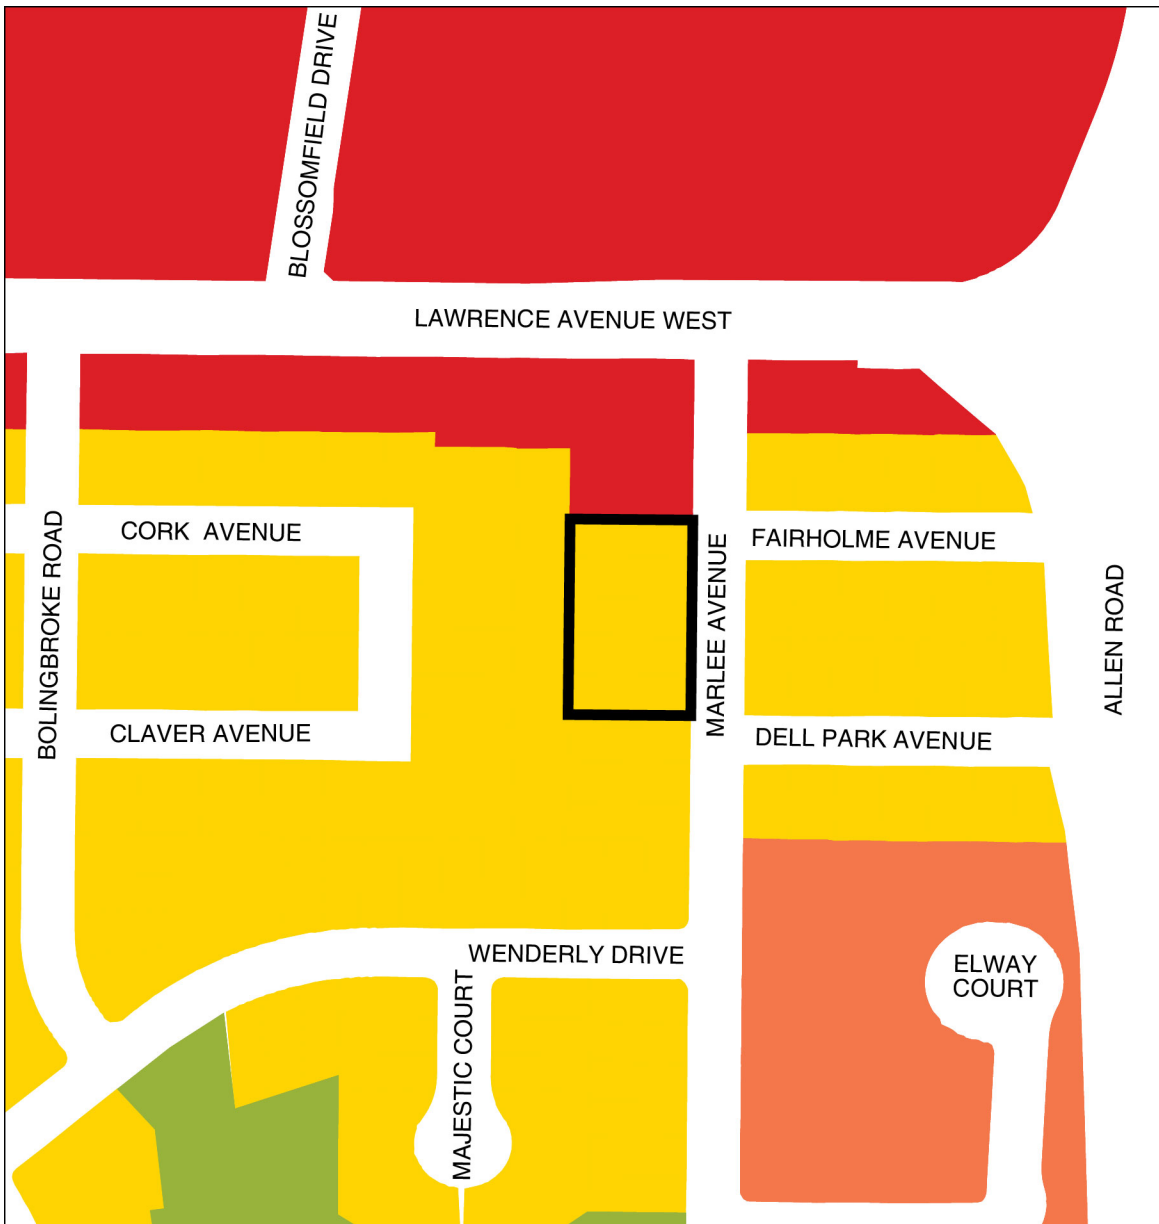 BLOSSOMFIELD DRIVE
LAWRENCE AVENUE WEST
CORK AVENUE
FAIRHOLME AVENUE
BOLINGBROKE ROAD
MARLEE AVENUE
ALLEN ROAD
CLAVER AVENUE
DELL PARK AVENUE
WENDERLY DRIVE
ELWAY
COURT
MAJESTIC COURT